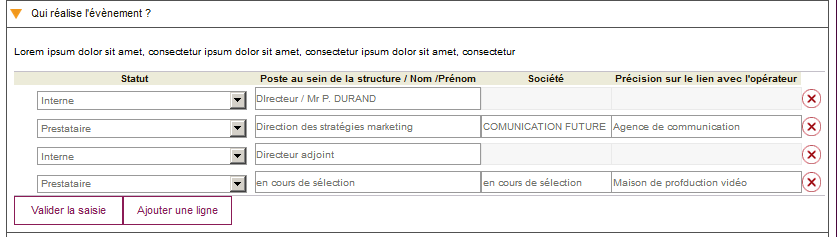 Qui réalise l'évènement ?
Lorem ipsum dolor sit amet, consectetur ipsum dolor sit amet, consectetur ipsum dolor sit amet, consectetur
Statut Poste au sein de la structure / Nom /Prénom Société Précision sur le lien avec l'opérateur
Interne DIrecteur / Mr P. DURAND
Prestataire Direction des stratégies marketing COMUNICATION FUTURE Agence de communication
Interne Directeur adjoint
Prestataire en cours de sélection en cours de sélection Maison de profduction vidéo
Valider la saisie Ajouter une ligne